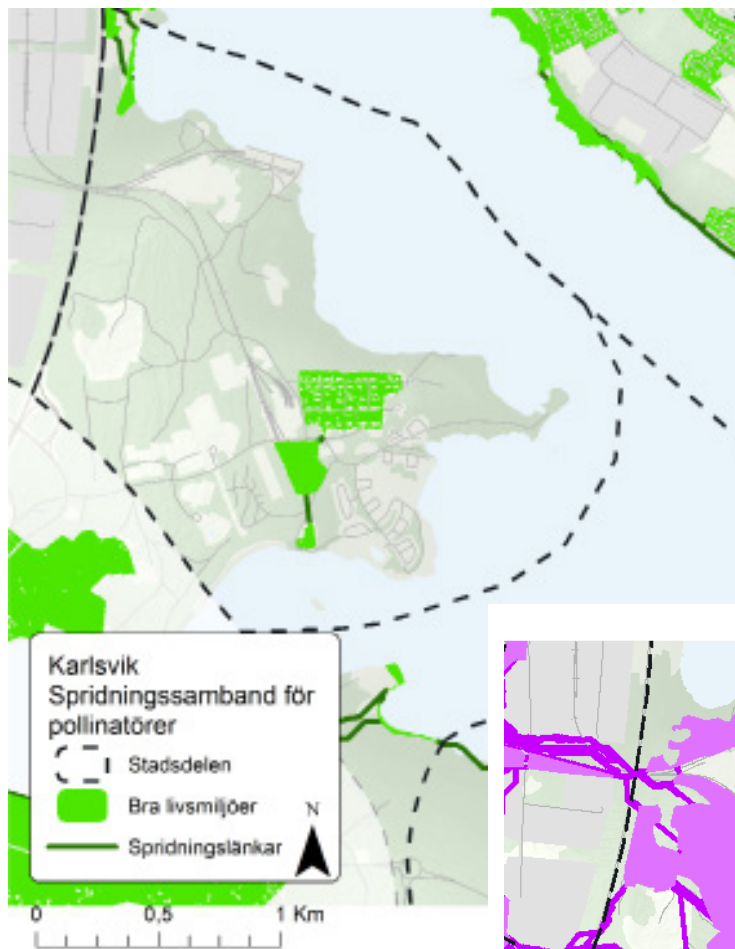 Karlsvik
Spridningssamband för
pollinatörer
Stadsdelen
Bra livsmiljöer
Spridningslänkar
N
0 0,5 1 Km